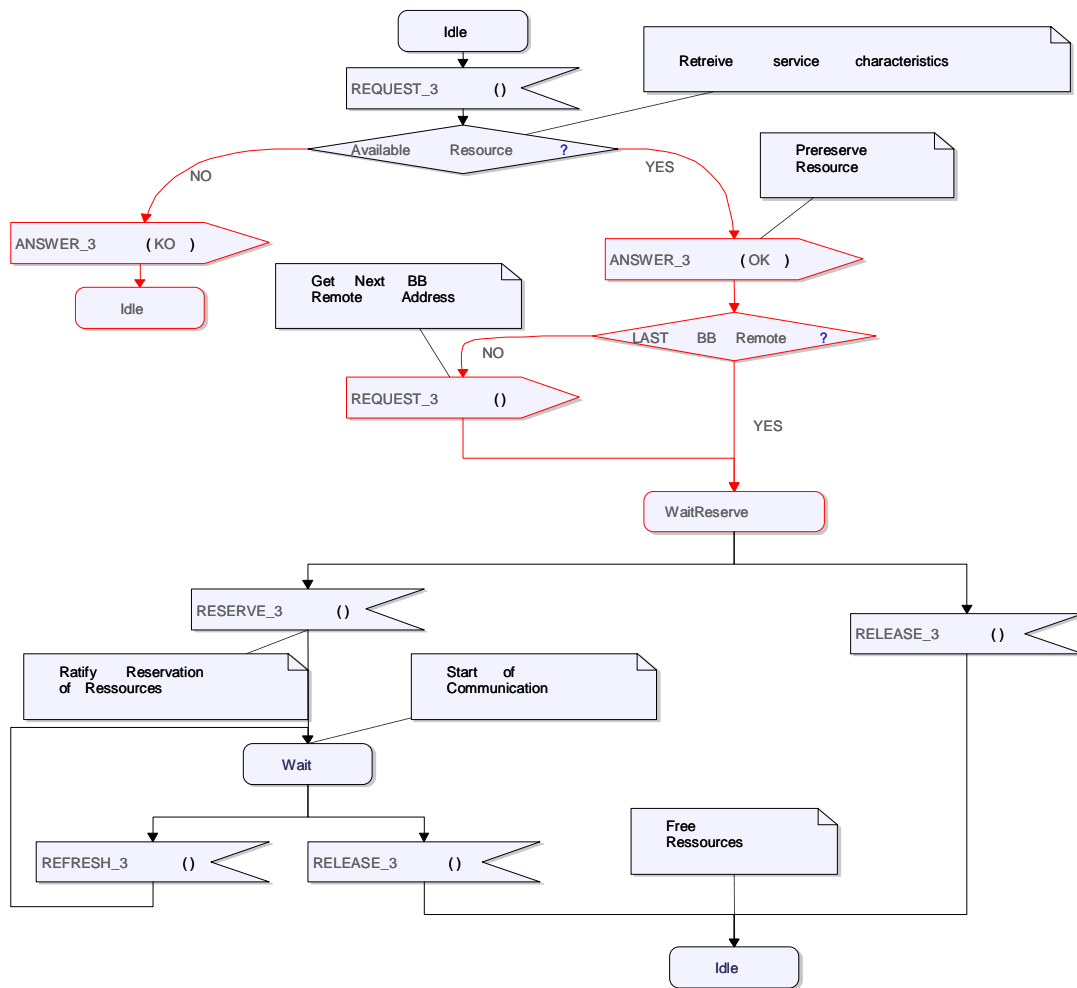 Idle
REQUEST_3 ()
Retreive service characteristics
Available Resource ?
NO
YES
Prereserve
Resource
ANSWER_3 (KO )
ANSWER_3 (OK )
Idle
Get Next BB
Remote Address
LAST BB Remote ?
NO
REQUEST_3 ()
YES
WaitReserve
RESERVE_3 ()
RELEASE_3 ()
Ratify Reservation
of Ressources
Start of
Communication
Wait
Free
Ressources
REFRESH_3 ()
RELEASE_3 ()
Idle